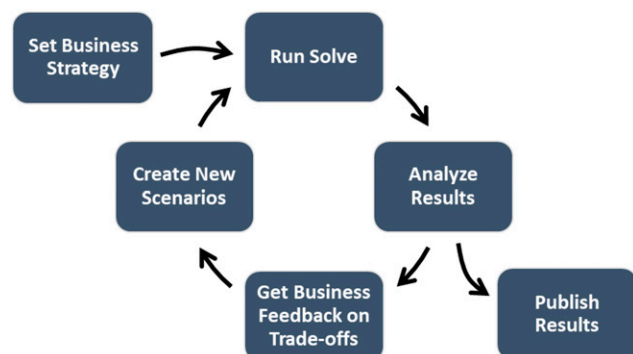 Set Business
Strategy
Run Solve
Create New
Scenarios
Analyze
Results
Get Business
Feedback on
Trade-offs
Publish
Results